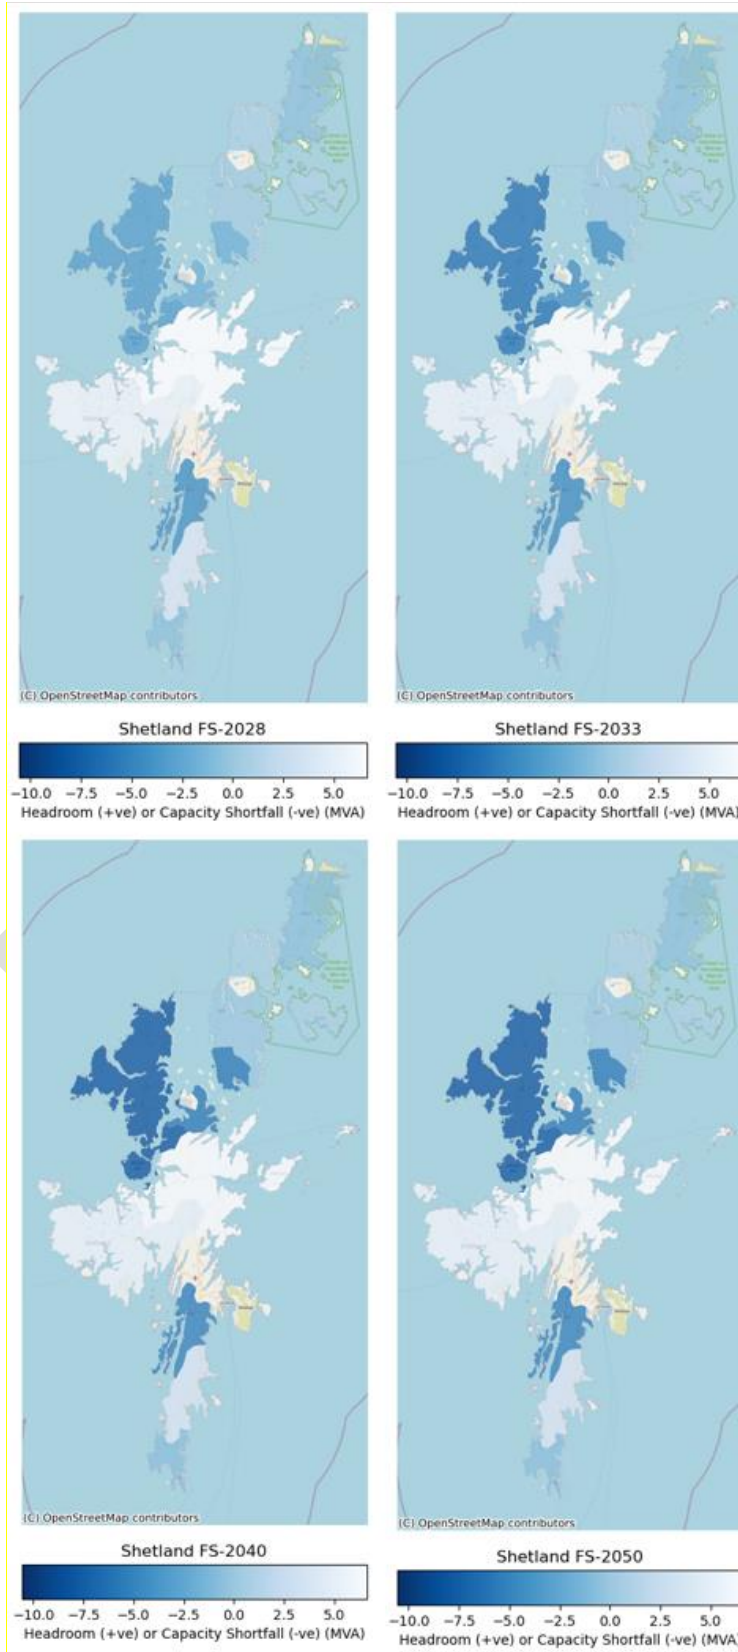 (C) OpenStreetMap contributors
Shetland FS-2028
−10.0 −7.5 −5.0 −2.5 0.0 2.5 5.0
Headroom (+ve) or Capacity Shortfall (-ve) (MVA)
(C) OpenStreetMap contributors
Shetland FS-2033
−10.0 −7.5 −5.0 −2.5 0.0 2.5 5.0
Headroom (+ve) or Capacity Shortfall (-ve) (MVA)
(C) OpenStreetMap contributors
Shetland FS-2040
−10.0 −7.5 −5.0 −2.5 0.0 2.5 5.0
Headroom (+ve) or Capacity Shortfall (-ve) (MVA)
(C) OpenStreetMap contributors
Shetland FS-2050
−10.0 −7.5 −5.0 −2.5 0.0 2.5 5.0
Headroom (+ve) or Capacity Shortfall (-ve) (MVA)